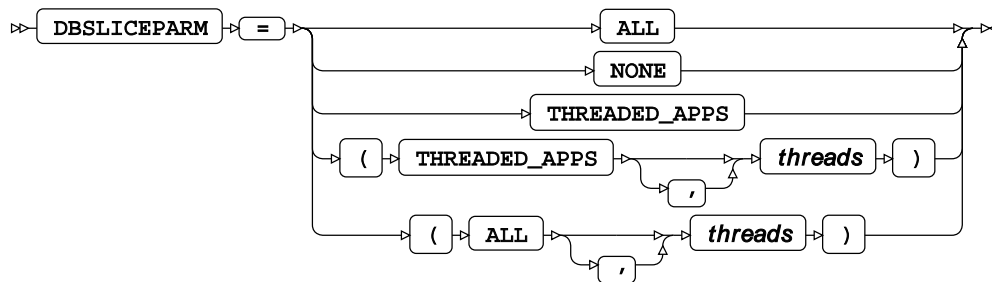 DBSLICEPARM = ALL
NONE
THREADED_APPS
( THREADED_APPS , threads )
( ALL , threads )